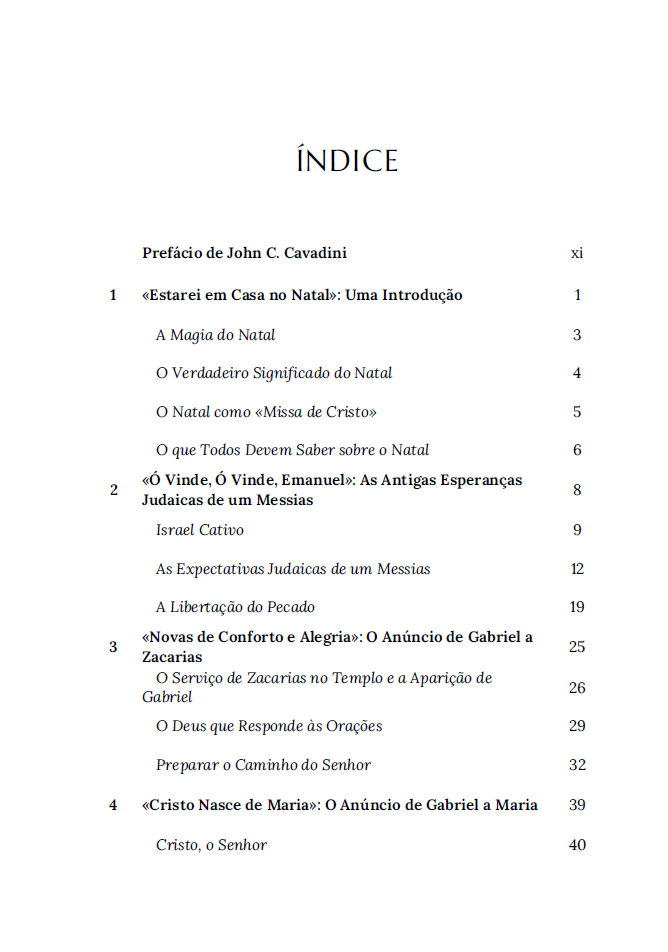 ÍNDICE
Prefácio de John C. Cavadini xi
1 «Estarei em Casa no Natal»: Uma Introdução 1
A Magia do Natal 3
O Verdadeiro Significado do Natal 4
O Natal como «Missa de Cristo» 5
O que Todos Devem Saber sobre o Natal 6
2 «Ó Vinde, Ó Vinde, Emanuel»: As Antigas Esperanças
Judaicas de um Messias 8
Israel Cativo 9
As Expectativas Judaicas de um Messias 12
A Libertação do Pecado 19
3 «Novas de Conforto e Alegria»: O Anúncio de Gabriel a
Zacarias 25
O Serviço de Zacarias no Templo e a Aparição de
Gabriel 26
O Deus que Responde às Orações 29
Preparar o Caminho do Senhor 32
4 «Cristo Nasce de Maria»: O Anúncio de Gabriel a Maria 39
Cristo, o Senhor 40